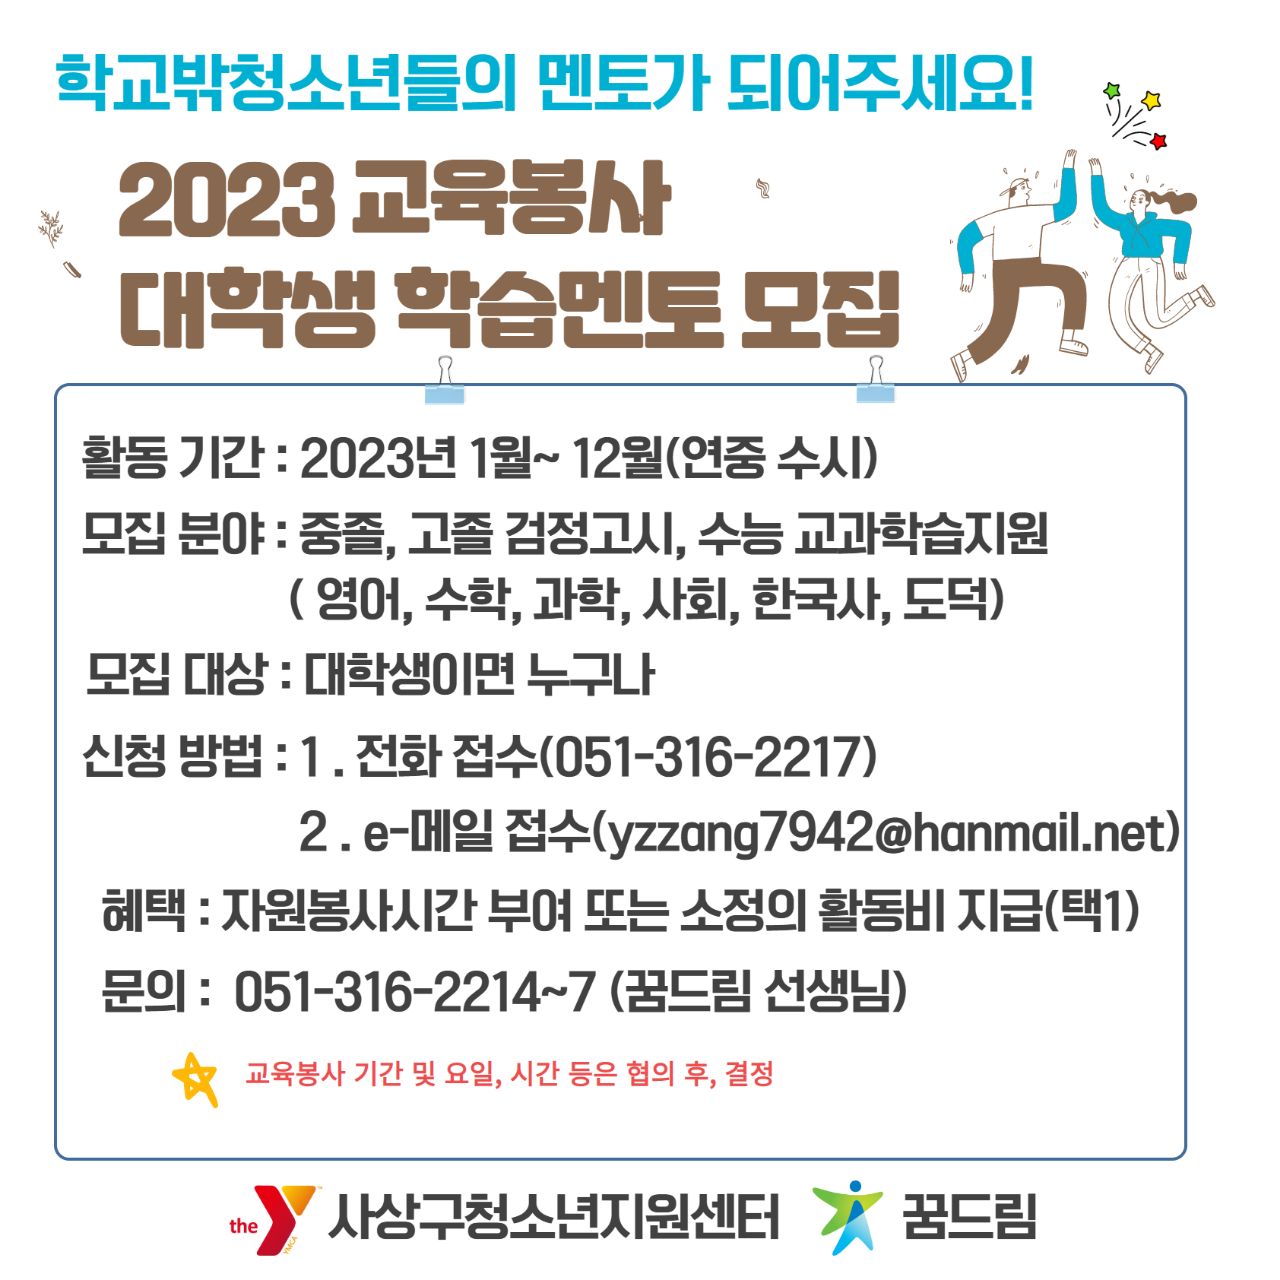 학교밖청소년들의 멘토가 되어주세요!
2023 교육봉사
대학생 학습멘토 모집
활동 기간 : 2023년 1월~ 12월(연중 수시)
모집 분야 : 중졸, 고졸 검정고시, 수능 교과학습지원
( 영어, 수학, 과학, 사회, 한국사, 도덕)
모집 대상 : 대학생이면 누구나
신청 방법 : 1 . 전화 접수(051-316-2217)
2 . e-메일 접수(yzzang7942@hanmail.net)
혜택 : 자원봉사시간 부여 또는 소정의 활동비 지급(택1)
문의 : 051-316-2214~7 (꿈드림 선생님)
교육봉사 기간 및 요일, 시간 등은 협의 후, 결정
the Y YMCA 사상구청소년지원센터 꿈드림